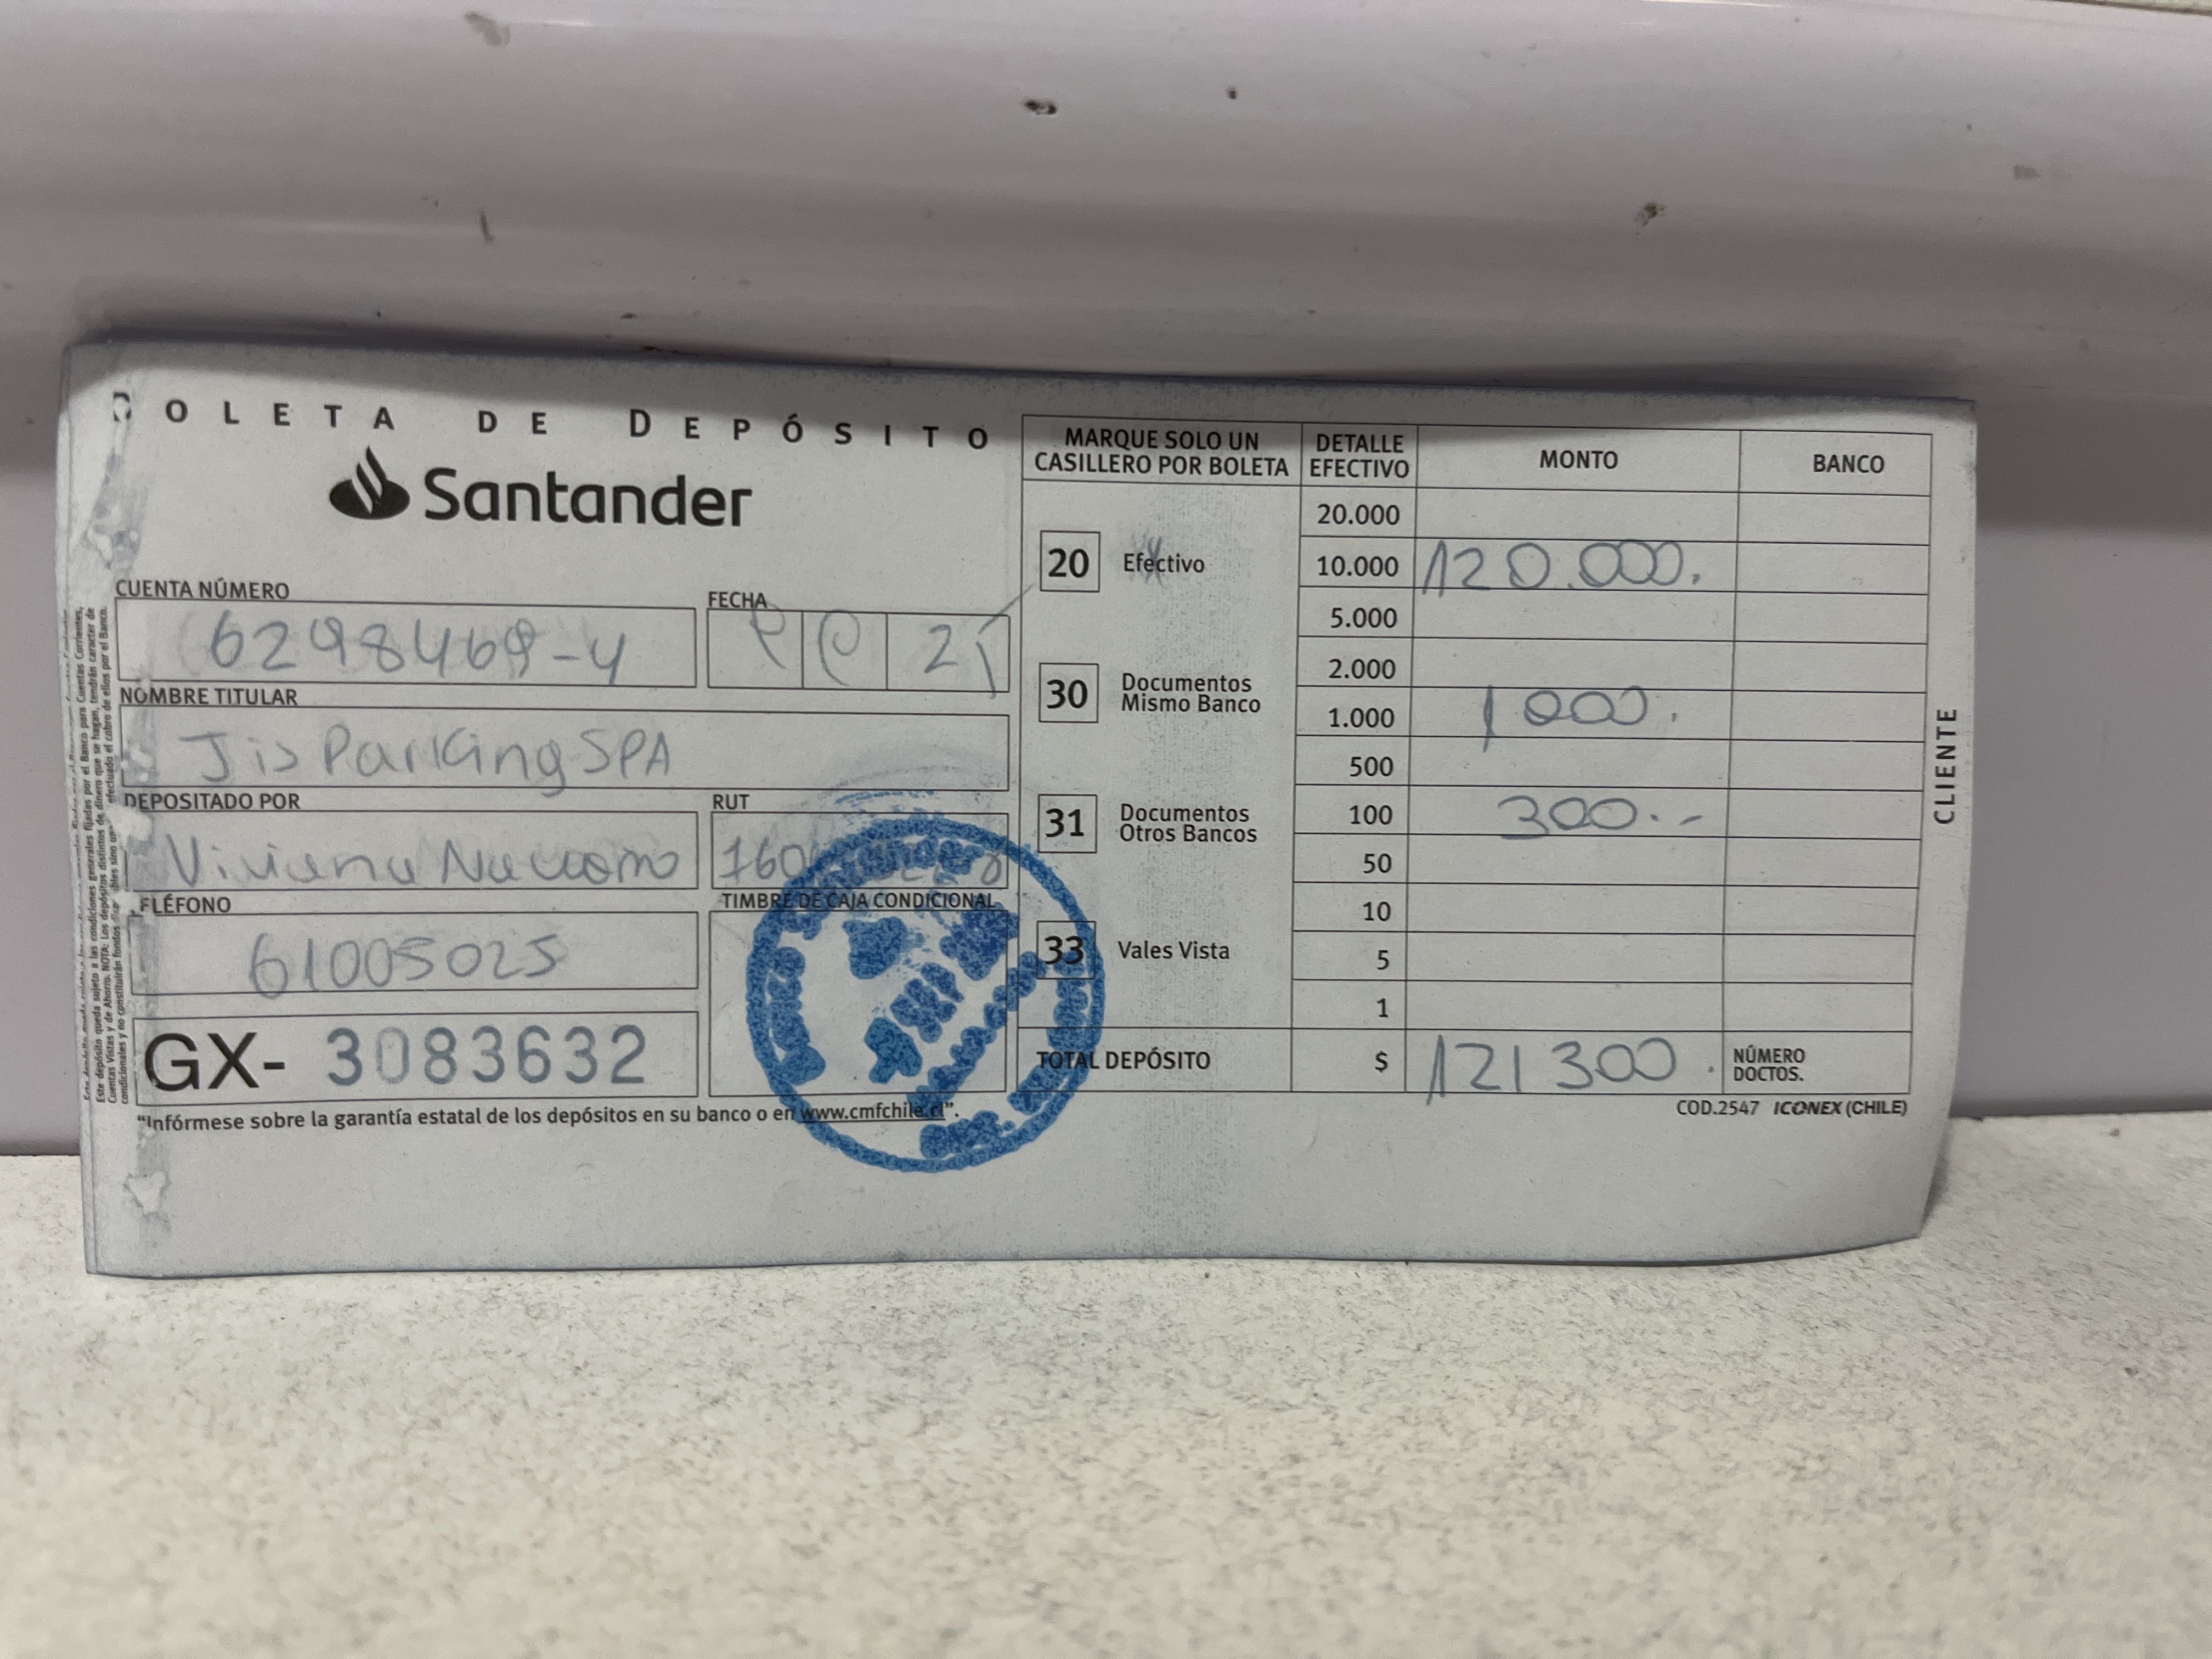 BOLETA DE DEPÓSITO
Santander
CUENTA NÚMERO
6298469-4
FECHA
NOMBRE TITULAR
Jis Parking SPA
DEPOSITADO POR
Viviana
RUT
TELÉFONO
61005025
TIMBRE DE CAJA CONDICIONAL
GX- 3083632
"Infórmese sobre la garantía estatal de los depósitos en su banco o en www.cmfchile.cl".
MARQUE SOLO UN CASILLERO POR BOLETA
20 Efectivo
30 Documentos Mismo Banco
31 Documentos Otros Bancos
33 Vales Vista
DETALLE EFECTIVO MONTO BANCO
20.000
10.000 120.000.
5.000
2.000
1.000 1000.
500
100 300.-
50
10
5
1
TOTAL DEPÓSITO $ 121300. NÚMERO DOCTOS.
COD.2547 ICONEX (CHILE)
CLIENTE